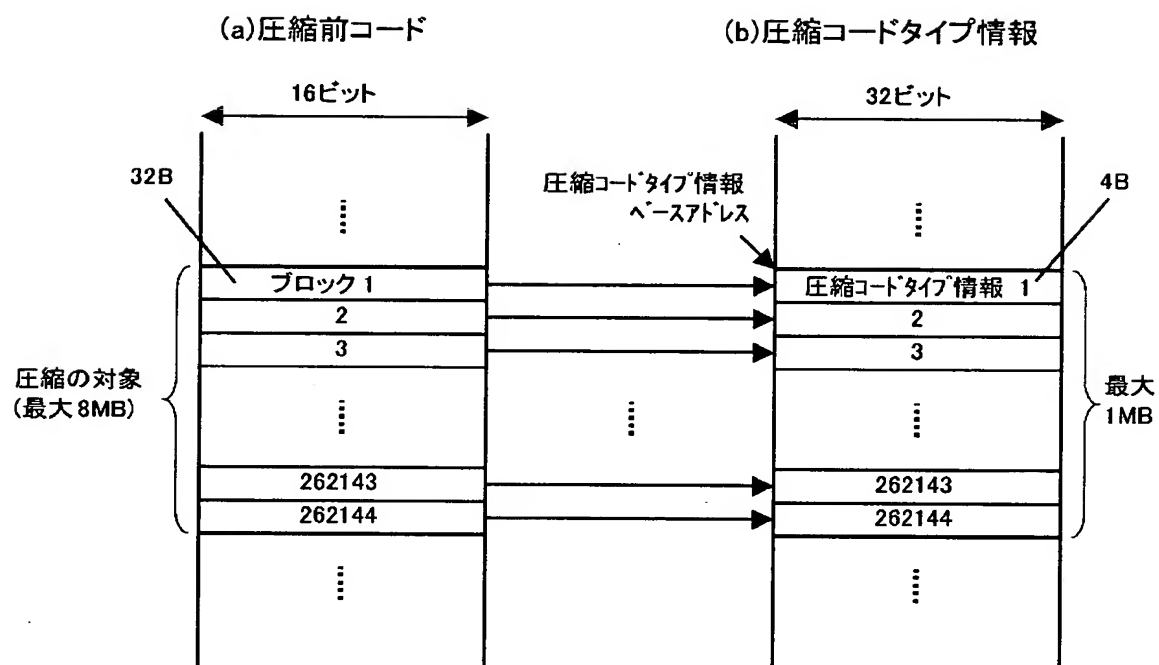 (a)圧縮前コード
(b)圧縮コードタイプ情報
16ビット
32ビット
32B
圧縮コードタイプ情報
ベースアドレス
4B
ブロック 1
圧縮コードタイプ情報 1
2
2
3
3
圧縮の対象
(最大 8MB)
最大
1MB
262143
262143
262144
262144